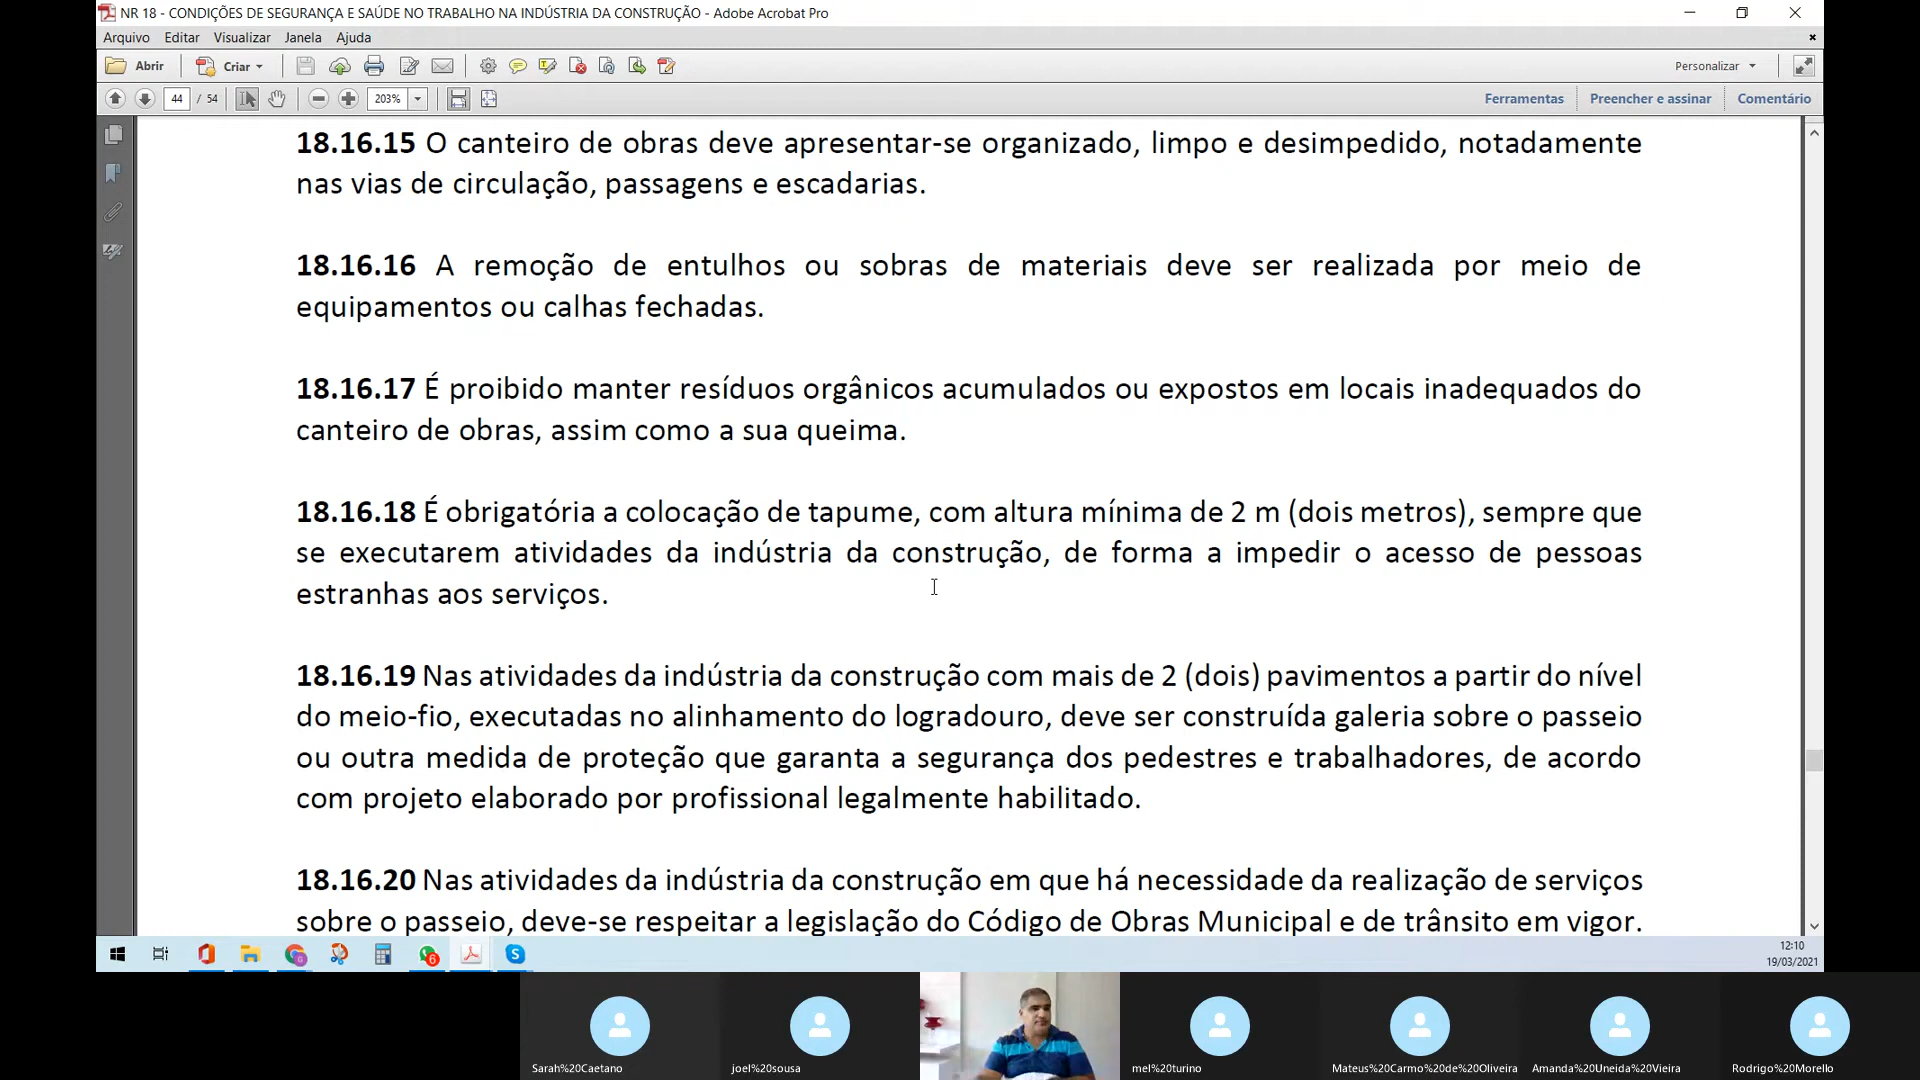 NR 18 - CONDIÇÕES DE SEGURANÇA E SAÚDE NO TRABALHO NA INDÚSTRIA DA CONSTRUÇÃO - Adobe Acrobat Pro
Arquivo Editar Visualizar Janela Ajuda
Abrir Criar Personalizar
44 / 54 203% Ferramentas Preencher e assinar Comentário
18.16.15 O canteiro de obras deve apresentar-se organizado, limpo e desimpedido, notadamente
nas vias de circulação, passagens e escadarias.
18.16.16 A remoção de entulhos ou sobras de materiais deve ser realizada por meio de
equipamentos ou calhas fechadas.
18.16.17 É proibido manter resíduos orgânicos acumulados ou expostos em locais inadequados do
canteiro de obras, assim como a sua queima.
18.16.18 É obrigatória a colocação de tapume, com altura mínima de 2 m (dois metros), sempre que
se executarem atividades da indústria da construção, de forma a impedir o acesso de pessoas
estranhas aos serviços.
18.16.19 Nas atividades da indústria da construção com mais de 2 (dois) pavimentos a partir do nível
do meio-fio, executadas no alinhamento do logradouro, deve ser construída galeria sobre o passeio
ou outra medida de proteção que garanta a segurança dos pedestres e trabalhadores, de acordo
com projeto elaborado por profissional legalmente habilitado.
18.16.20 Nas atividades da indústria da construção em que há necessidade da realização de serviços
sobre o passeio, deve-se respeitar a legislação do Código de Obras Municipal e de trânsito em vigor.
6
12:10
19/03/2021
Sarah%20Caetano joel%20sousa mel%20turino Mateus%20Carmo%20de%20Oliveira Amanda%20Uneida%20Vieira Rodrigo%20Morello